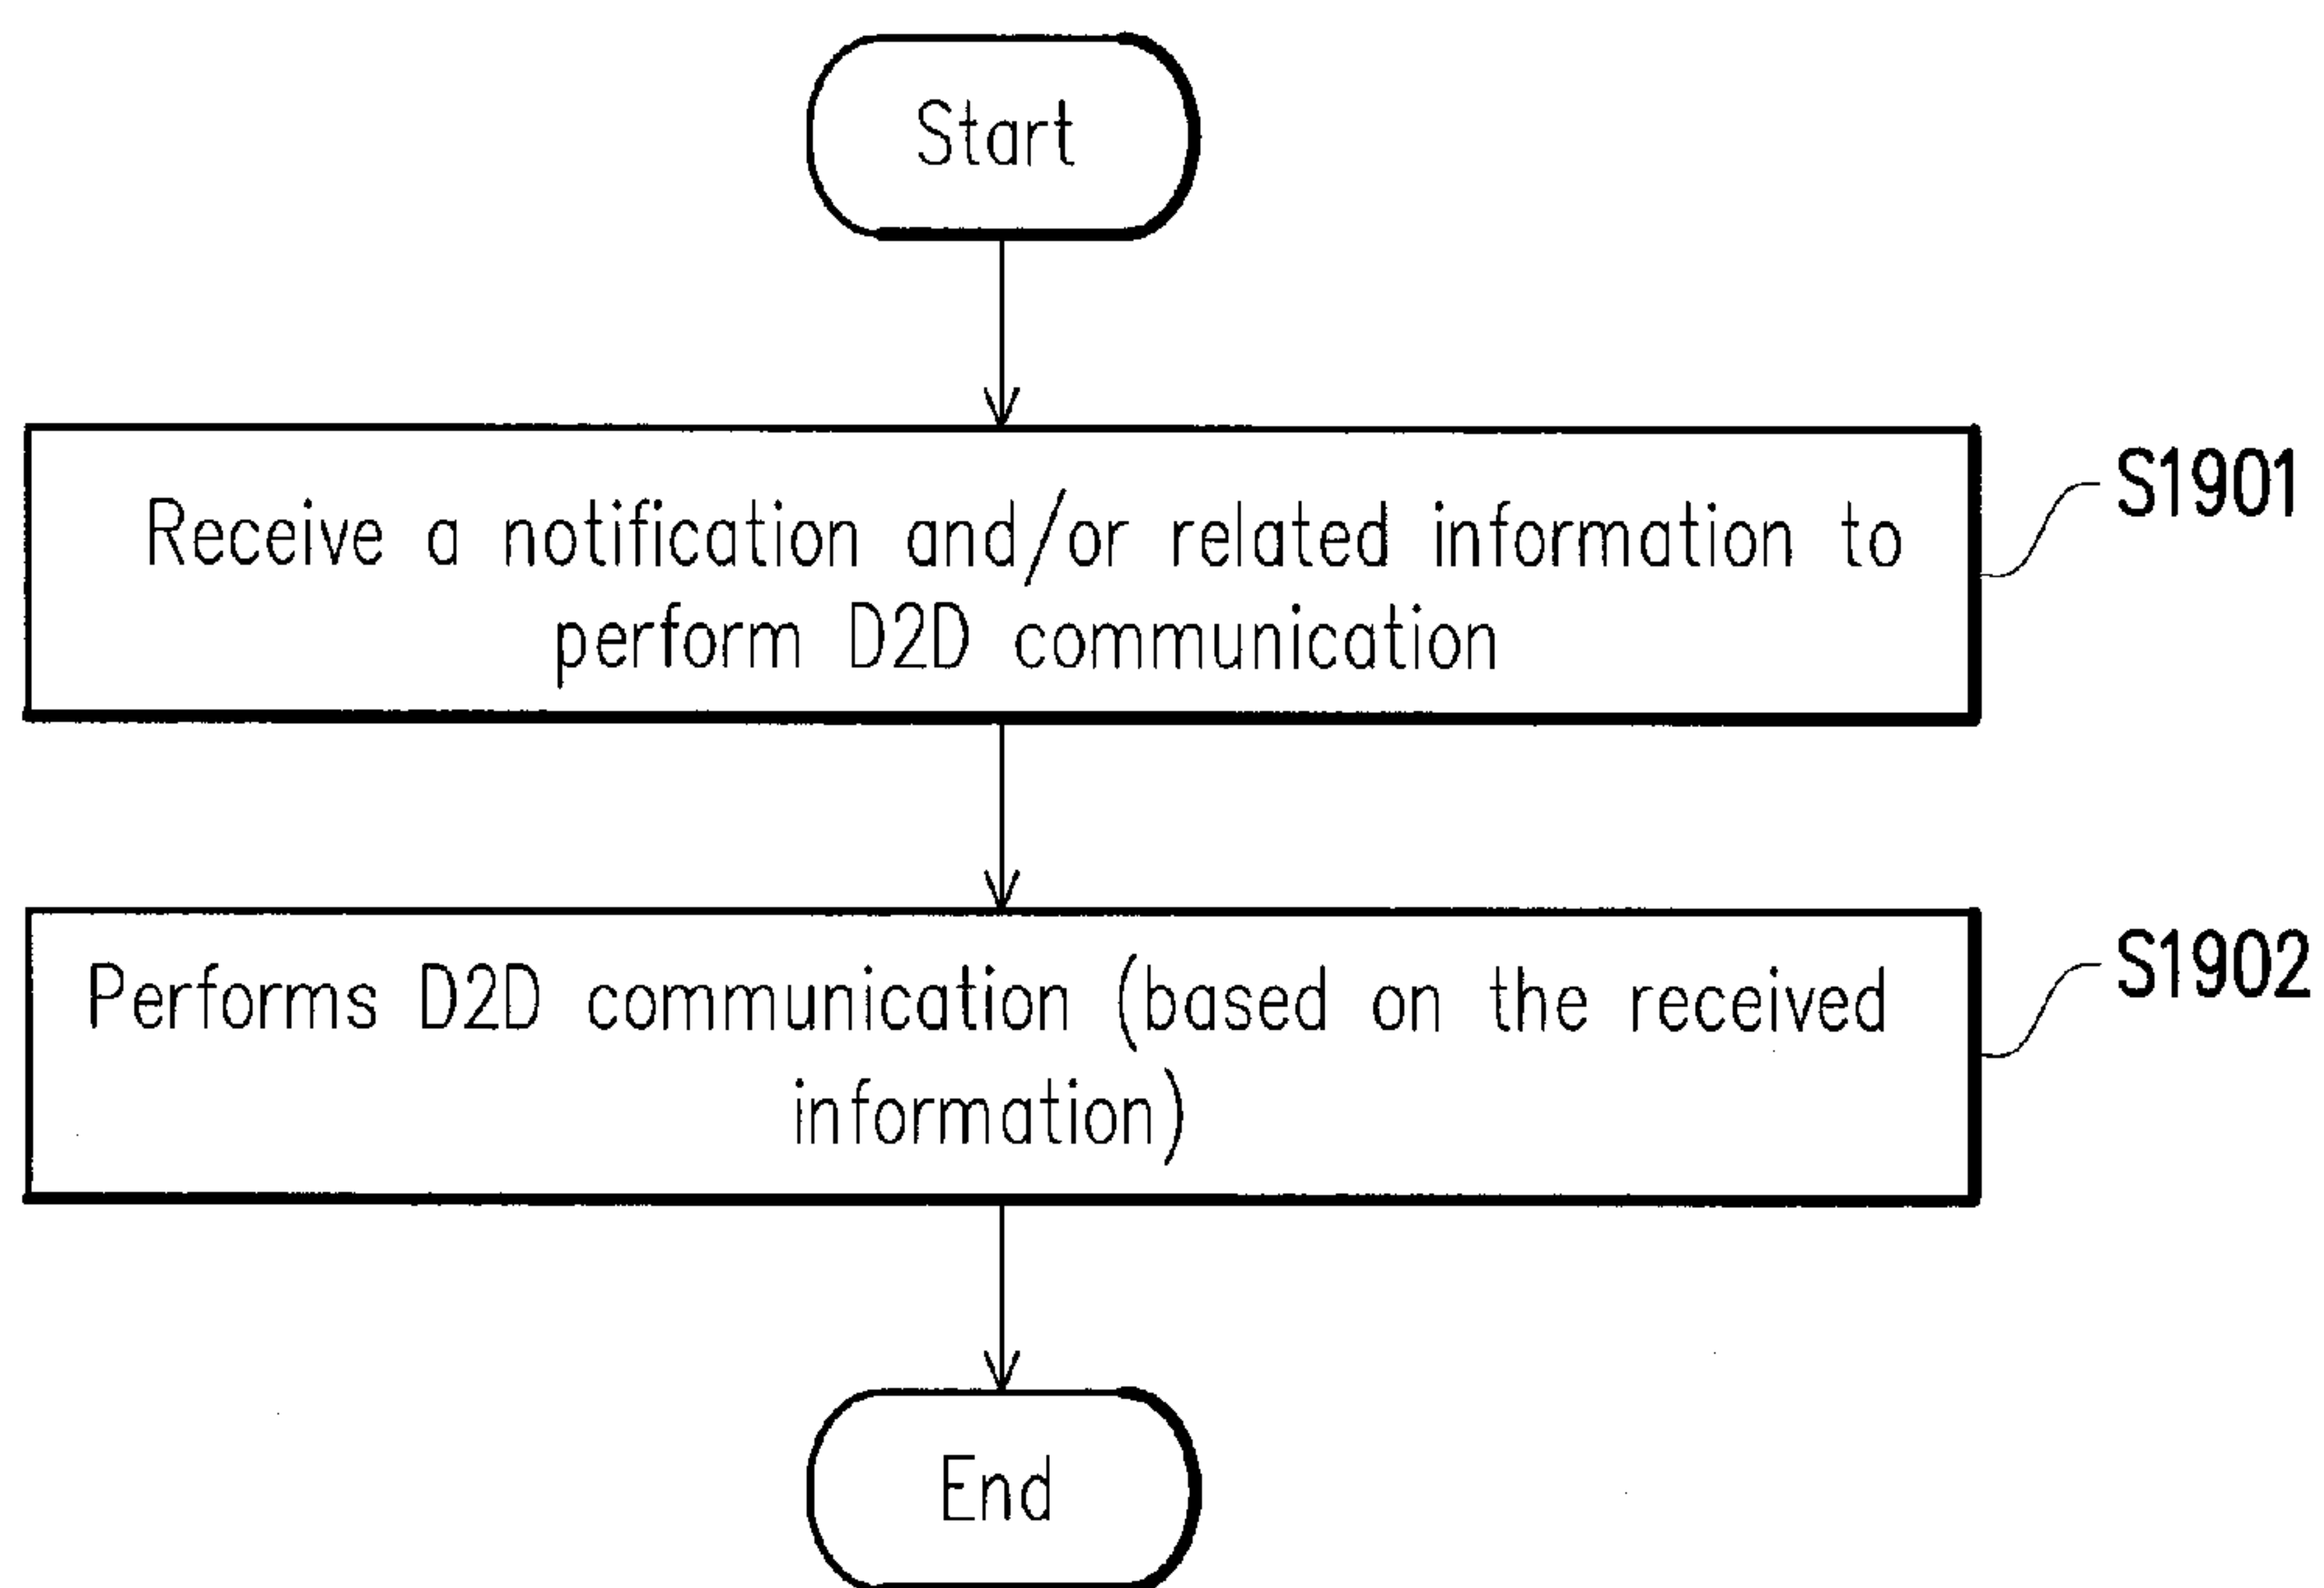 Start
Receive a notification and/or related information to
perform D2D communication
S1901
Performs D2D communication (based on the received
information)
S1902
End